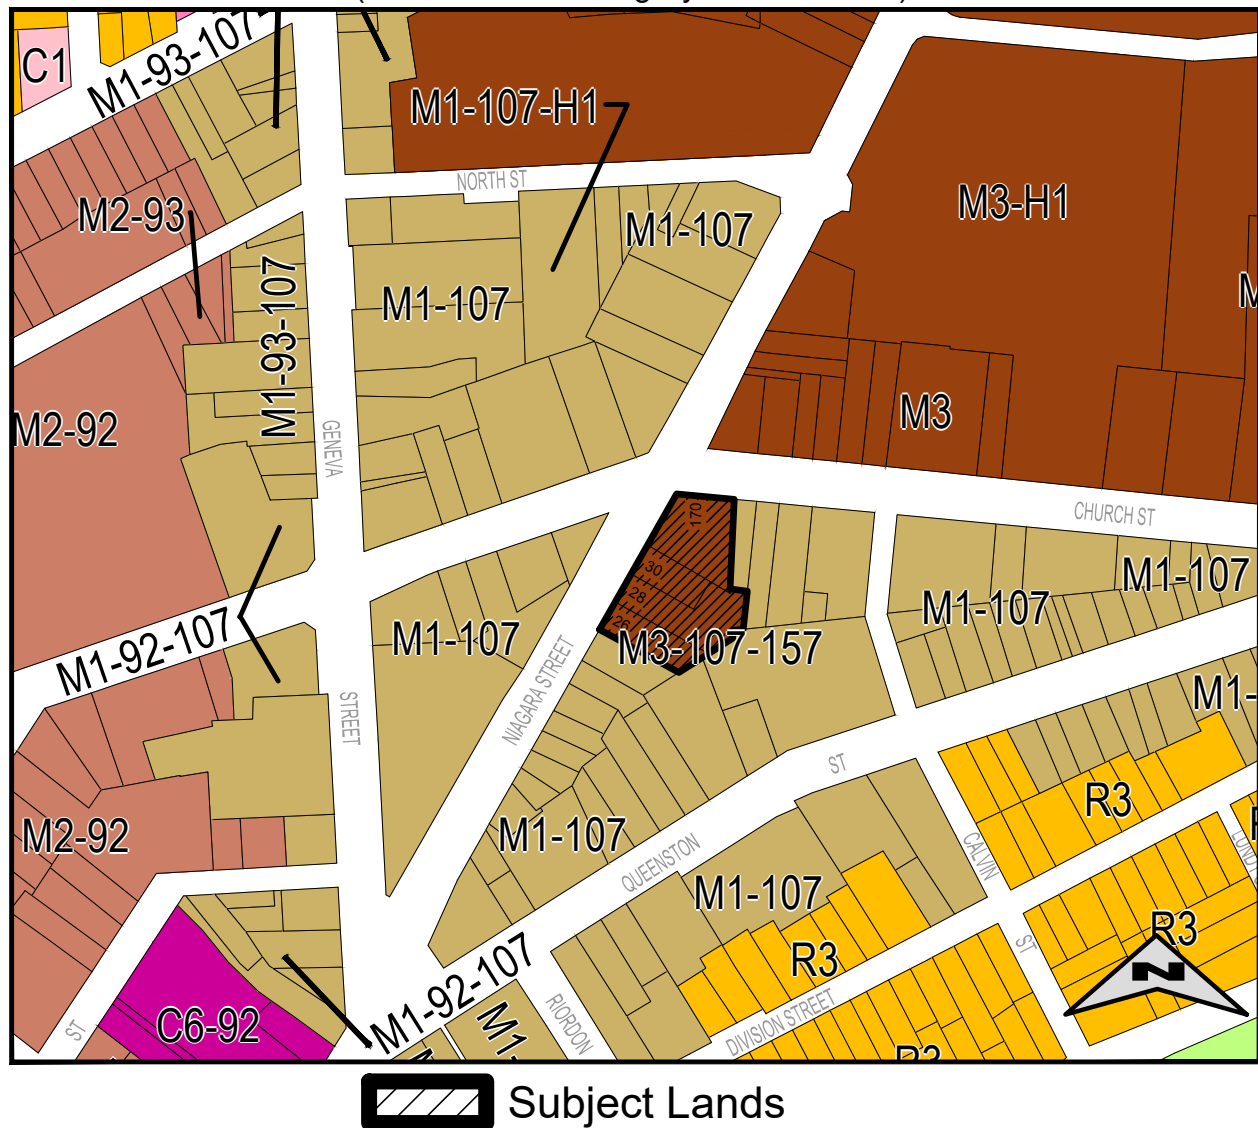 C1
M1-93-107
M1-107-H1
NORTH ST
M2-93
M1-107
M3-H1
M1-107
M1-93-107
M3
M2-92
GENEVA
CHURCH ST
170
30
28
26
M1-107
M1-107
M1-107
M3-107-157
M1-92-107
NIAGARA STREET
M1-
STREET
ST
M2-92
M1-107
QUEENSTON
R3
CALVIN
M1-107
R3
R3
ST
N
M1-92-107
M1-
C6-92
ST
RIORDON
DIVISION STREET
R3
Subject Lands